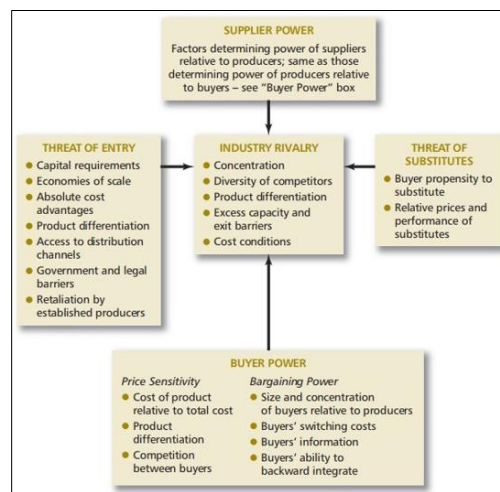 SUPPLIER POWER
Factors determining power of suppliers
relative to producers; same as those
determining power of producers relative
to buyers – see "Buyer Power" box
THREAT OF ENTRY
● Capital requirements
● Economies of scale
● Absolute cost
advantages
● Product differentiation
● Access to distribution
channels
● Government and legal
barriers
● Retaliation by
established producers
INDUSTRY RIVALRY
● Concentration
● Diversity of competitors
● Product differentiation
● Excess capacity and
exit barriers
● Cost conditions
THREAT OF
SUBSTITUTES
● Buyer propensity to
substitute
● Relative prices and
performance of
substitutes
BUYER POWER
Price Sensitivity
● Cost of product
relative to total cost
● Product
differentiation
● Competition
between buyers
Bargaining Power
● Size and concentration
of buyers relative to producers
● Buyers' switching costs
● Buyers' information
● Buyers' ability to
backward integrate